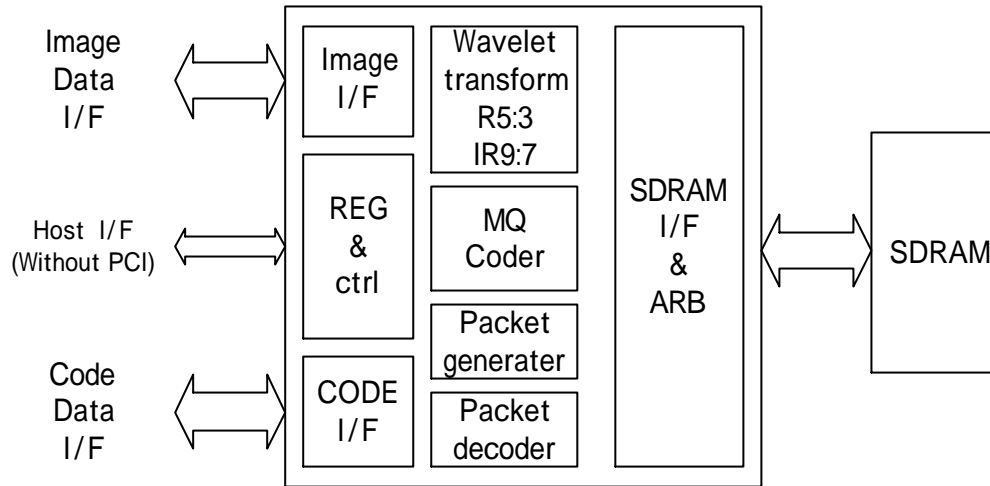 Image
Data
I/F
Host I/F
(Without PCI)
Code
Data
I/F
Image
I/F
REG
&
ctrl
CODE
I/F
Wavelet
transform
R5:3
IR9:7
MQ
Coder
Packet
generater
Packet
decoder
SDRAM
I/F
&
ARB
SDRAM